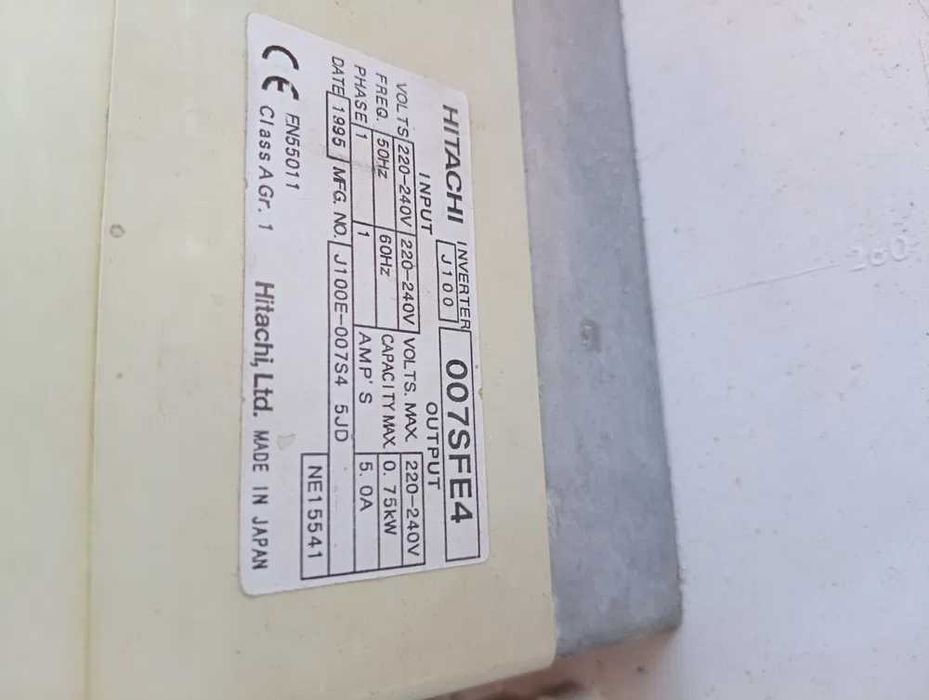 HITACHI INVERTER J100 007SFE4
INPUT OUTPUT
VOLTS 220-240V 220-240V VOLTS. MAX. 220-240V
FREQ. 50Hz 60Hz CAPACITY MAX. 0. 75kW
PHASE 1 1 AMP'S 5. 0A
DATE 1995 MFG. NO. J100E-007S4 5JD
NE15541
CE EN55011
Class A Gr. 1 Hitachi, Ltd. MADE IN JAPAN
260